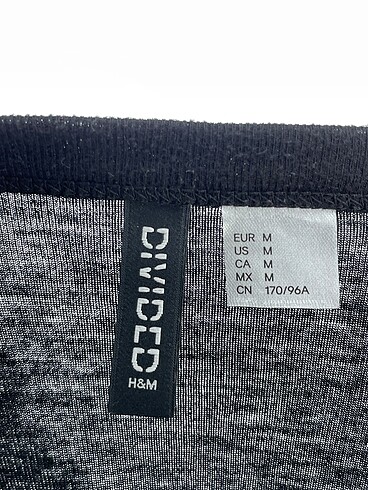 DIVIDED
H&M
EUR M
US M
CA M
MX M
CN 170/96A